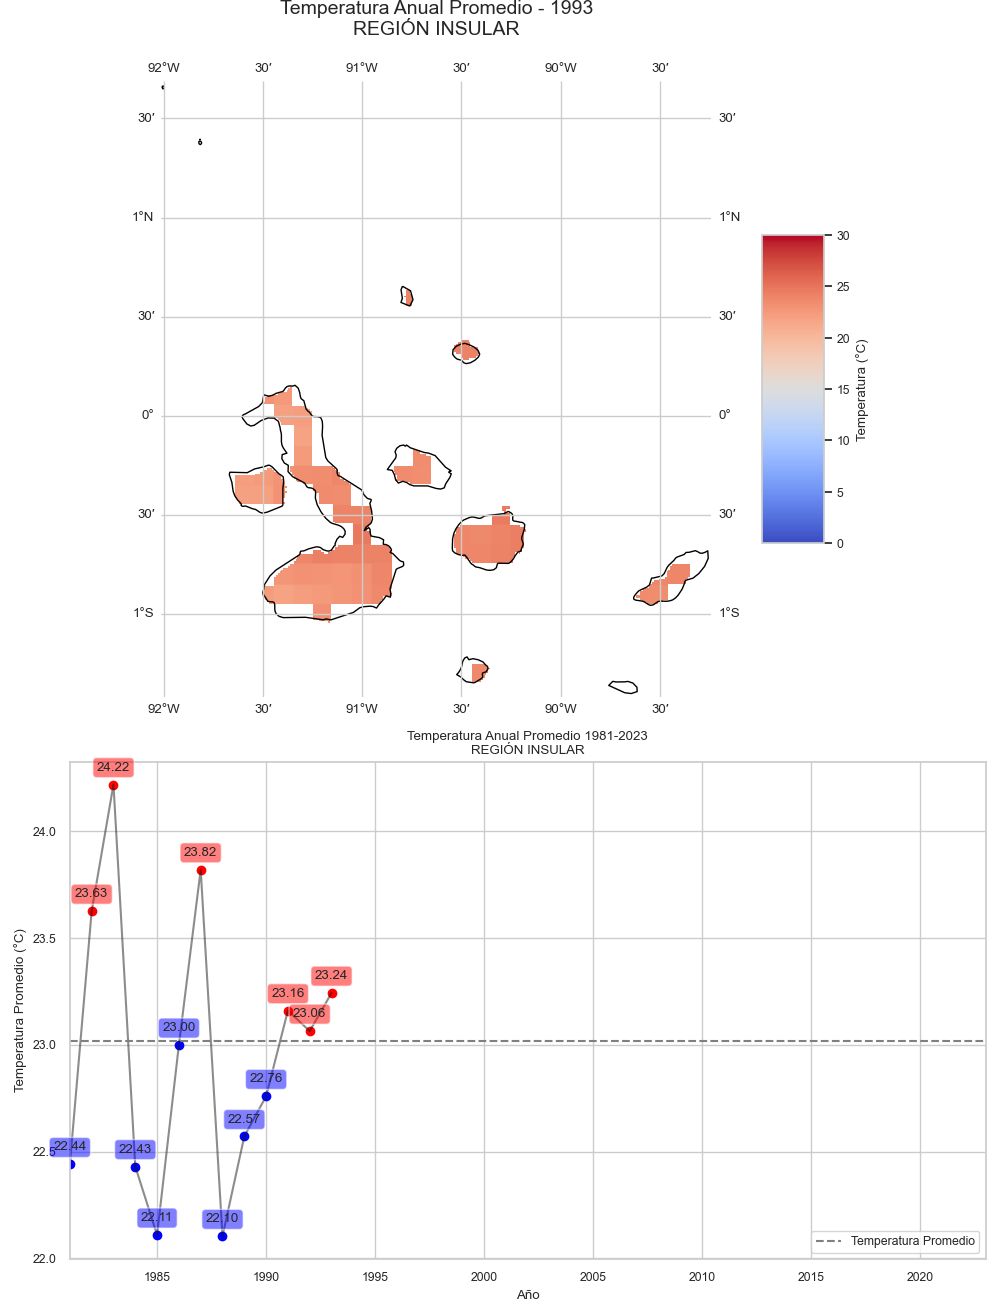 Temperatura Anual Promedio - 1993
REGIÓN INSULAR
92°W 30′ 91°W 30′ 90°W 30′
30′ 30′
1°N 1°N
30′ 30′
0° 0°
30′ 30′
1°S 1°S
92°W 30′ 91°W 30′ 90°W 30′
30
25
20
15
10
5
0
Temperatura (°C)
Temperatura Anual Promedio 1981-2023
REGIÓN INSULAR
Temperatura Promedio (°C)
24.0
23.5
23.0
22.5
22.0
22.44
23.63
24.22
22.43
22.11
23.00
23.82
22.10
22.57
22.76
23.16
23.06
23.24
Temperatura Promedio
1985 1990 1995 2000 2005 2010 2015 2020
Año